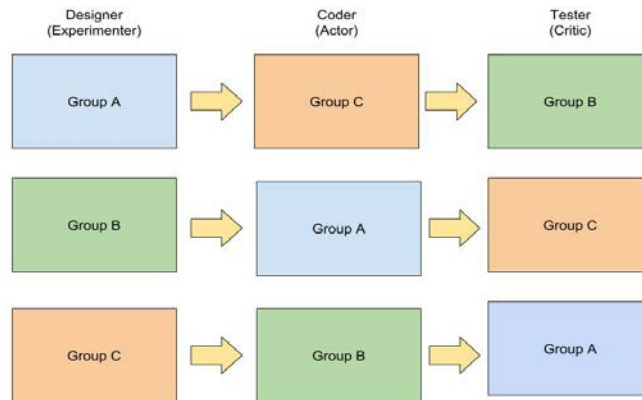 Designer
(Experimenter)
Coder
(Actor)
Tester
(Critic)
Group A
Group C
Group B
Group B
Group A
Group C
Group C
Group B
Group A